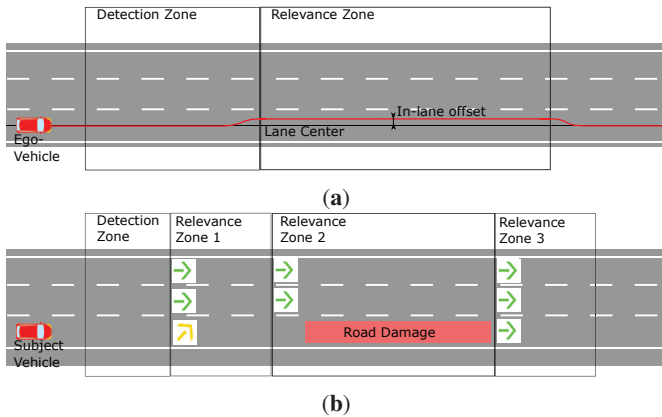 Detection Zone
Relevance Zone
In-lane offset
Lane Center
Ego-
Vehicle
(a)
Detection
Zone
Relevance
Zone 1
Relevance
Zone 2
Relevance
Zone 3
Road Damage
Subject
Vehicle
(b)